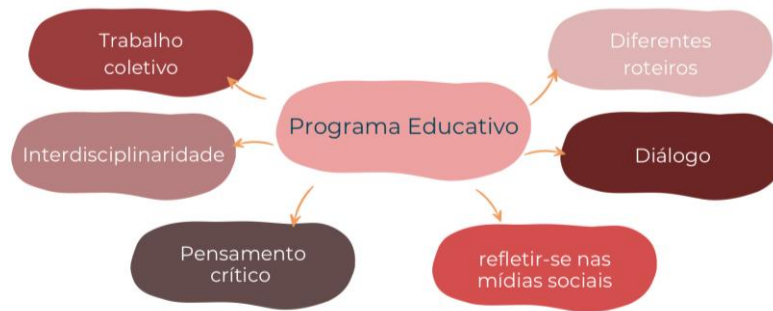 Trabalho
coletivo
Diferentes
roteiros
Programa Educativo
Interdisciplinaridade
Diálogo
Pensamento
crítico
refletir-se nas
mídias sociais